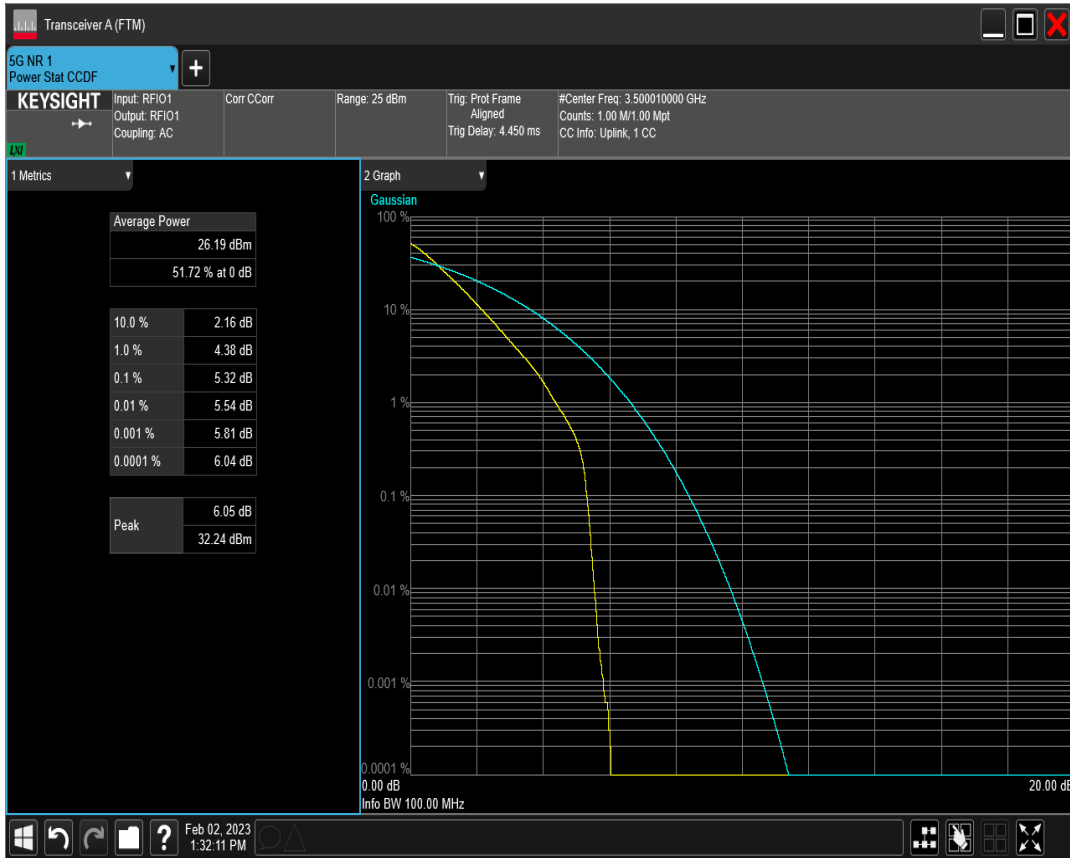 Transceiver A (FTM)
5G NR 1
Power Stat CCDF
+
KEYSIGHT
LXI
Input: RFIO1
Output: RFIO1
Coupling: AC
Corr CCorr
Range: 25 dBm
Trig: Prot Frame
Aligned
Trig Delay: 4.450 ms
#Center Freq: 3.500010000 GHz
Counts: 1.00 M/1.00 Mpt
CC Info: Uplink, 1 CC
1 Metrics
Average Power
26.19 dBm
51.72 % at 0 dB
10.0 % 2.16 dB
1.0 % 4.38 dB
0.1 % 5.32 dB
0.01 % 5.54 dB
0.001 % 5.81 dB
0.0001 % 6.04 dB
Peak
6.05 dB
32.24 dBm
2 Graph
Gaussian
100 %
10 %
1 %
0.1 %
0.01 %
0.001 %
0.0001 %
0.00 dB 20.00 dB
Info BW 100.00 MHz
?
Feb 02, 2023
1:32:11 PM